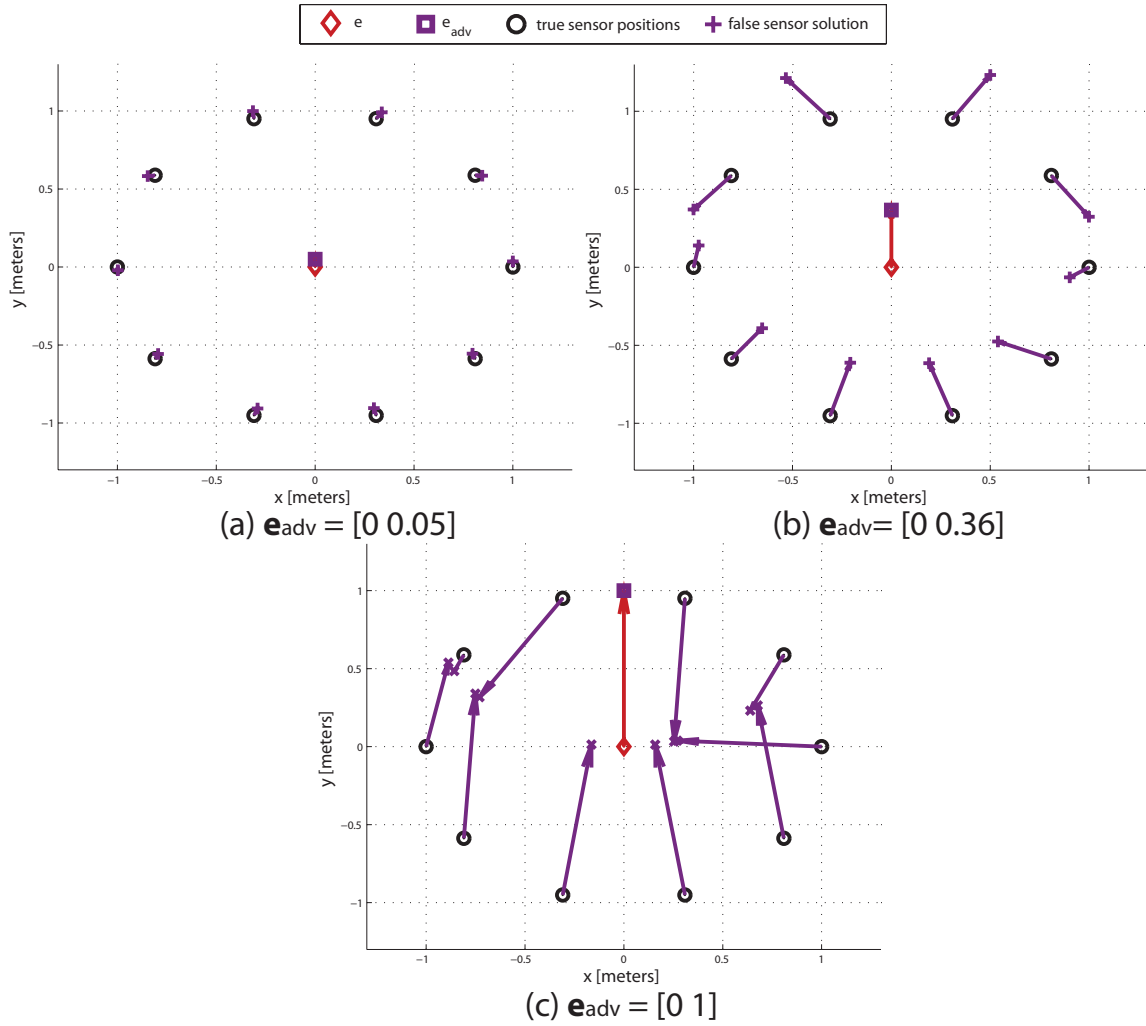 e
e adv
true sensor positions
false sensor solution
1
0.5
0
−0.5
−1
y [meters]
−1
−0.5
0
0.5
1
x [meters]
(a) eadv = [0 0.05]
1
0.5
0
−0.5
−1
y [meters]
−1
−0.5
0
0.5
1
x [meters]
(b) eadv= [0 0.36]
1
0.5
0
−0.5
−1
y [meters]
−1
−0.5
0
0.5
1
x [meters]
(c) eadv = [0 1]